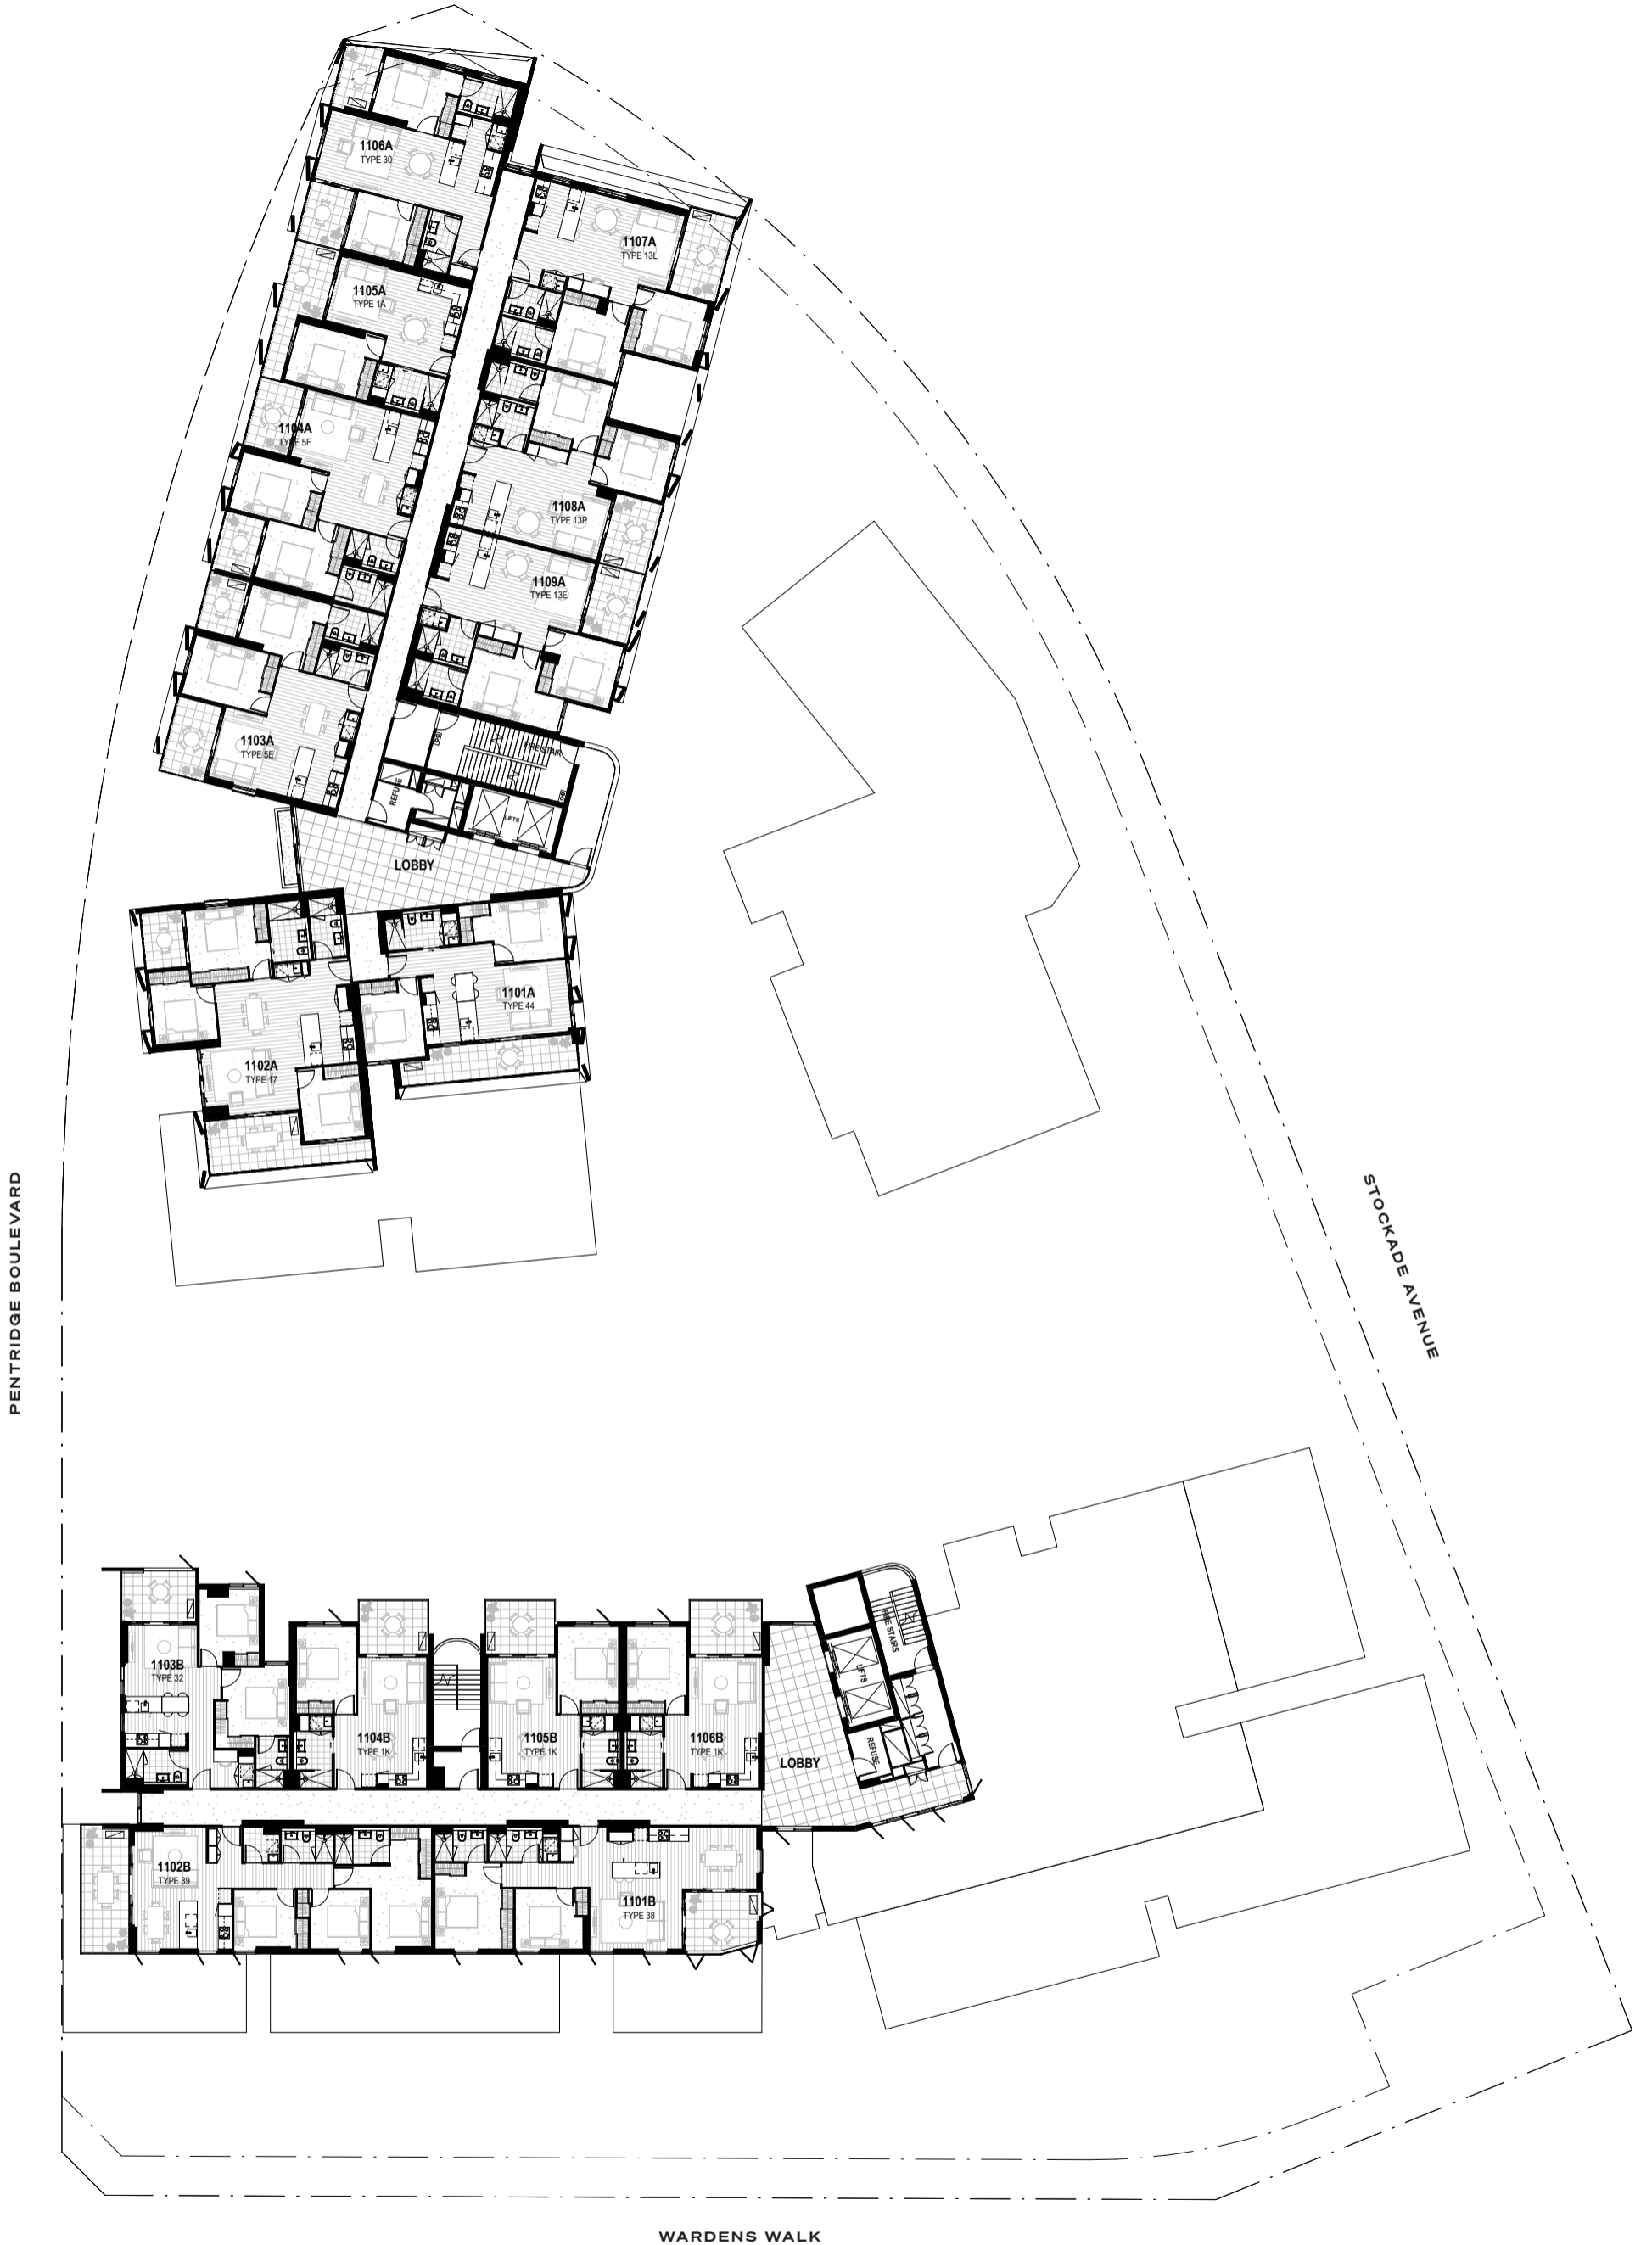 1106A
TYPE 30
1107A
TYPE 13L
1105A
TYPE 1A
1104A
TYPE 5F
1108A
TYPE 13P
1109A
TYPE 13E
1103A
TYPE 5E
FIRE STAIR
REFUSE
LIFTS
LOBBY
1101A
TYPE 44
1102A
TYPE 17
PENTRIDGE BOULEVARD
STOCKADE AVENUE
1103B
TYPE 32
1104B
TYPE 1K
1105B
TYPE 1K
1106B
TYPE 1K
FIRE STAIRS
LIFTS
REFUSE
LOBBY
1102B
TYPE 39
1101B
TYPE 38
WARDENS WALK